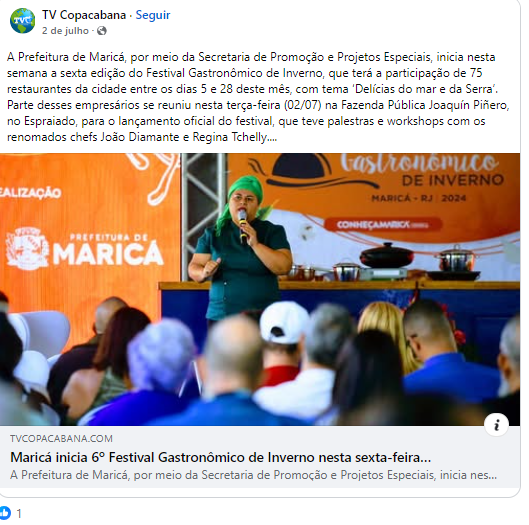 TV Copacabana · Seguir
2 de julho ·
A Prefeitura de Maricá, por meio da Secretaria de Promoção e Projetos Especiais, inicia nesta
semana a sexta edição do Festival Gastronômico de Inverno, que terá a participação de 75
restaurantes da cidade entre os dias 5 e 28 deste mês, com tema ‘Delícias do mar e da Serra’.
Parte desses empresários se reuniu nesta terça-feira (02/07) na Fazenda Pública Joaquín Piñero,
no Espraiado, para o lançamento oficial do festival, que teve palestras e workshops com os
renomados chefs João Diamante e Regina Tchelly....
Gastronômico
DE INVERNO
MARICÁ - RJ | 2024
CONHEÇAMARICÁ
REALIZAÇÃO
PREFEITURA DE
MARICÁ
TVCOPACABANA.COM
Maricá inicia 6º Festival Gastronômico de Inverno nesta sexta-feira...
A Prefeitura de Maricá, por meio da Secretaria de Promoção e Projetos Especiais, inicia nes...
1